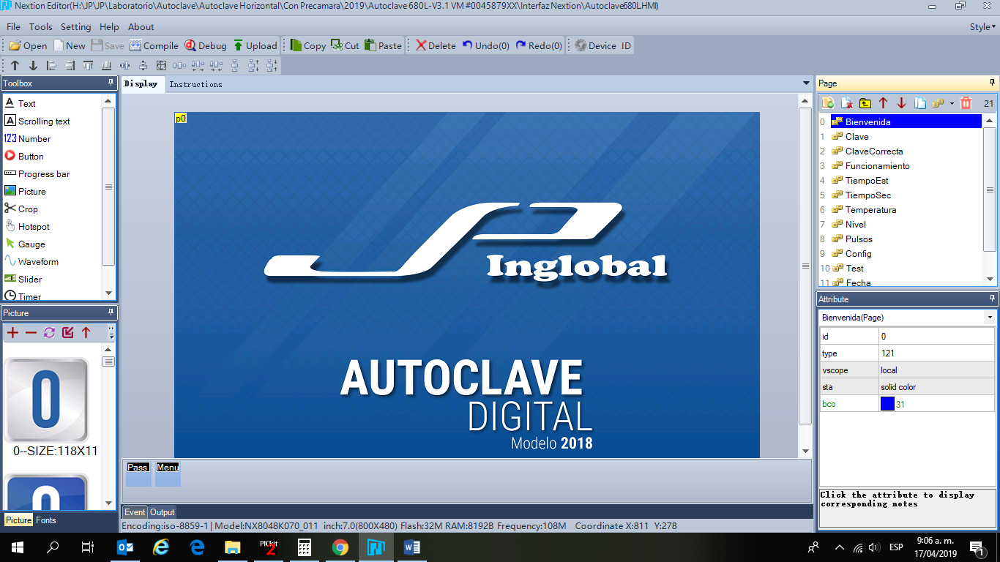 Nextion Editor(H:\JP\JP\Laboratorio\Autoclave\Autoclave Horizontal\Con Precamara\2019\Autoclave 680L-V3.1 VM #0045879XX\Interfaz Nextion\Autoclave680L.HMI)
File Tools Setting Help About Style
Open New Save Compile Debug Upload Copy Cut Paste Delete Undo(0) Redo(0) Device ID
Toolbox
Text
Scrolling text
123 Number
Button
Progress bar
Picture
Crop
Hotspot
Gauge
Waveform
Slider
Timer
Picture
0
0--SIZE:118X11
0
Picture Fonts
Display Instructions
p0
JP
Inglobal
AUTOCLAVE
DIGITAL
Modelo 2018
Pass Menu
Event Output
Encoding:iso-8859-1 Model:NX8048K070_011 inch:7.0(800X480) Flash:32M RAM:8192B Frequency:108M Coordinate X:811 Y:278
Page
21
0 Bienvenida
1 Clave
2 ClaveCorrecta
3 Funcionamiento
4 TiempoEst
5 TiempoSec
6 Temperatura
7 Nivel
8 Pulsos
9 Config
10 Test
11 Fecha
Attribute
Bienvenida(Page)
id 0
type 121
vscope local
sta solid color
bco 31
Click the attribute to display
corresponding notes
PICkit
2
ESP
9:06 a. m.
17/04/2019
1